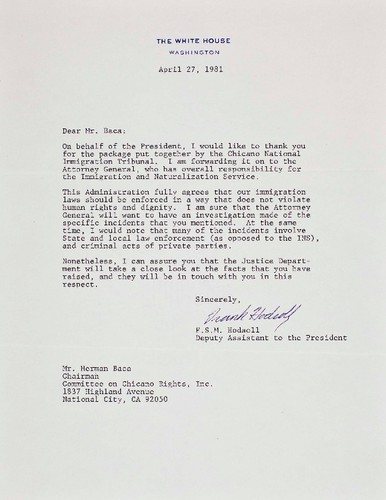 THE WHITE HOUSE
WASHINGTON
April 27, 1981
Dear Mr. Baca:
On behalf of the President, I would like to thank you
for the package put together by the Chicano National
Immigration Tribunal. I am forwarding it on to the
Attorney General, who has overall responsibility for
the Immigration and Naturalization Service.
This Administration fully agrees that our immigration
laws should be enforced in a way that does not violate
human rights and dignity. I am sure that the Attorney
General will want to have an investigation made of the
specific incidents that you mentioned. At the same
time, I would note that many of the incidents involve
State and local law enforcement (as opposed to the INS),
and criminal acts of private parties.
Nonetheless, I can assure you that the Justice Depart-
ment will take a close look at the facts that you have
raised, and they will be in touch with you in this
respect.
Sincerely,
Frank Hodsoll
F.S.M. Hodsoll
Deputy Assistant to the President
Mr. Herman Baca
Chairman
Committee on Chicano Rights, Inc.
1837 Highland Avenue
National City, CA 92050